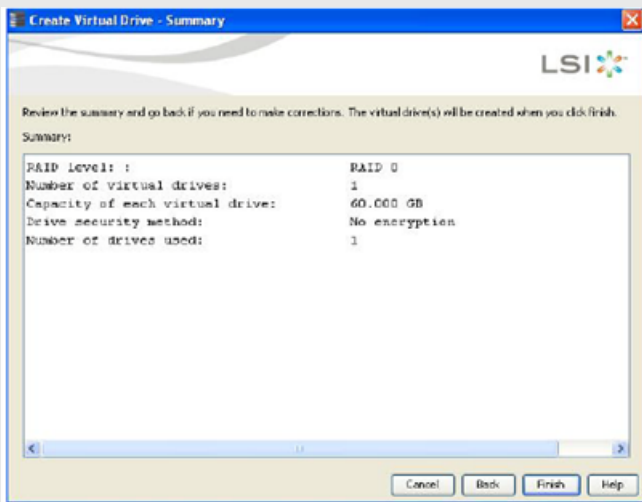 Create Virtual Drive - Summary
LSI
Review the summary and go back if you need to make corrections. The virtual drive(s) will be created when you click finish.
Summary:
RAID level: : RAID 0
Number of virtual drives: 1
Capacity of each virtual drive: 60.000 GB
Drive security method: No encryption
Number of drives used: 1
Cancel Back Finish Help